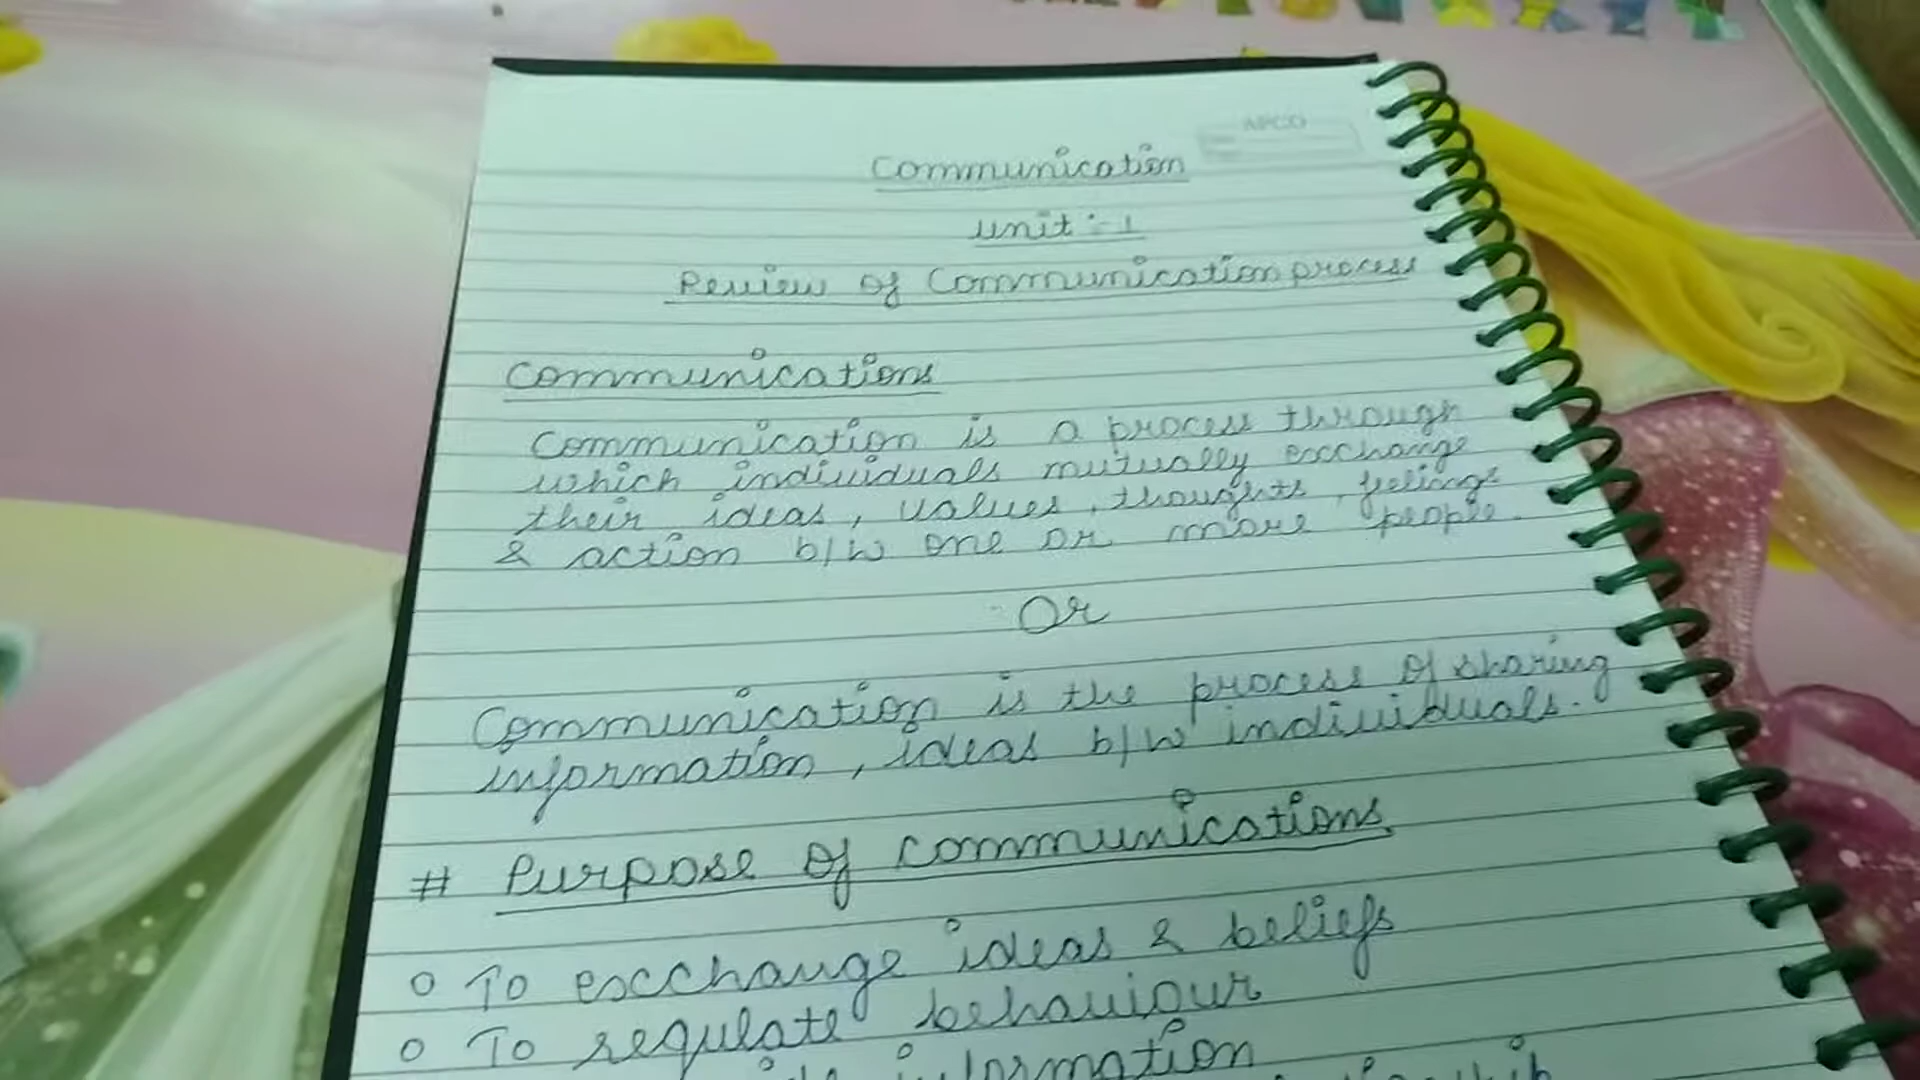 APCO
Communication
Unit :- 1
Review of Communication process
Communications
Communication is a process through
which individuals mutually exchange
their ideas, values, thoughts, feelings
& action b/w one or more people.
Or
Communication is the process of sharing
information, ideas b/w individuals.
# Purpose of communications
o To exchange ideas & beliefs
o To regulate behaviour
information